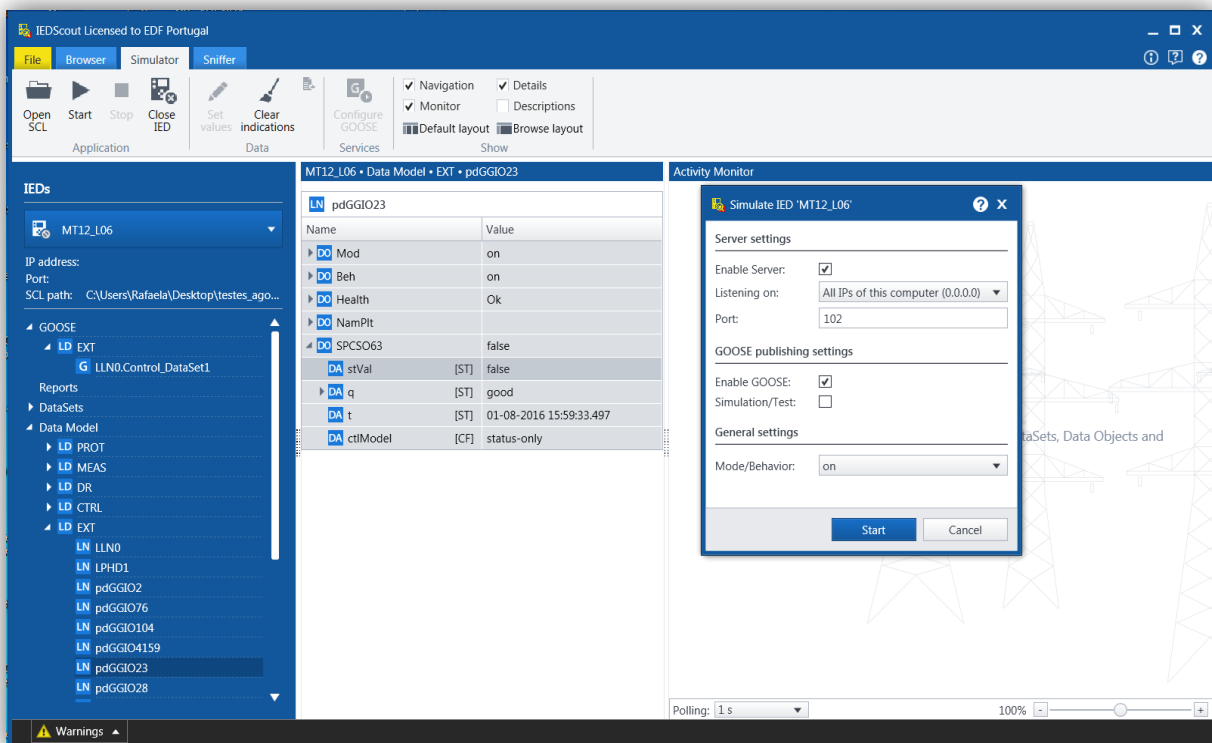 IEDScout Licensed to EDF Portugal
File Browser Simulator Sniffer
Open SCL
Start
Stop
Close IED
Application
Set values
Clear indications
Data
Configure GOOSE
Services
Navigation
Details
Monitor
Descriptions
Default layout
Browse layout
Show
IEDs
MT12_L06
IP address:
Port:
SCL path: C:\Users\Rafaela\Desktop\testes_ago...
GOOSE
LD EXT
G LLN0.Control_DataSet1
Reports
DataSets
Data Model
LD PROT
LD MEAS
LD DR
LD CTRL
LD EXT
LN LLN0
LN LPHD1
LN pdGGIO2
LN pdGGIO76
LN pdGGIO104
LN pdGGIO4159
LN pdGGIO23
LN pdGGIO28
MT12_L06 • Data Model • EXT • pdGGIO23
LN pdGGIO23
Name Value
DO Mod on
DO Beh on
DO Health Ok
DO NamPlt
DO SPCSO63 false
DA stVal [ST] false
DA q [ST] good
DA t [ST] 01-08-2016 15:59:33.497
DA ctlModel [CF] status-only
Activity Monitor
Simulate IED 'MT12_L06'
Server settings
Enable Server:
Listening on: All IPs of this computer (0.0.0.0)
Port: 102
GOOSE publishing settings
Enable GOOSE:
Simulation/Test:
General settings
Mode/Behavior: on
Start Cancel
taSets, Data Objects and
Polling: 1 s
100% - +
Warnings